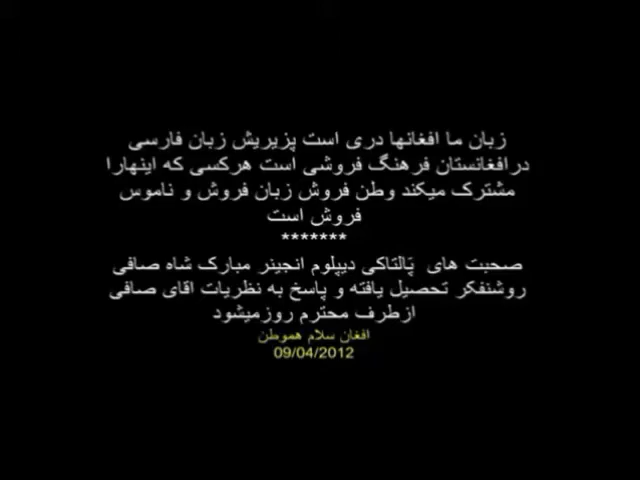 زبان ما افغانها دری است پزیریش زبان فارسی
درافغانستان فرهنگ فروشی است هرکسی که اینهارا
مشترک میکند وطن فروش زبان فروش و ناموس
فروش است
*******
صحبت های پالتاکی دیپلوم انجینر مبارک شاه صافی
روشنفکر تحصیل یافته و پاسخ به نظریات اقای صافی
ازطرف محترم روزمیشود
افغان سلام هموطن
09/04/2012